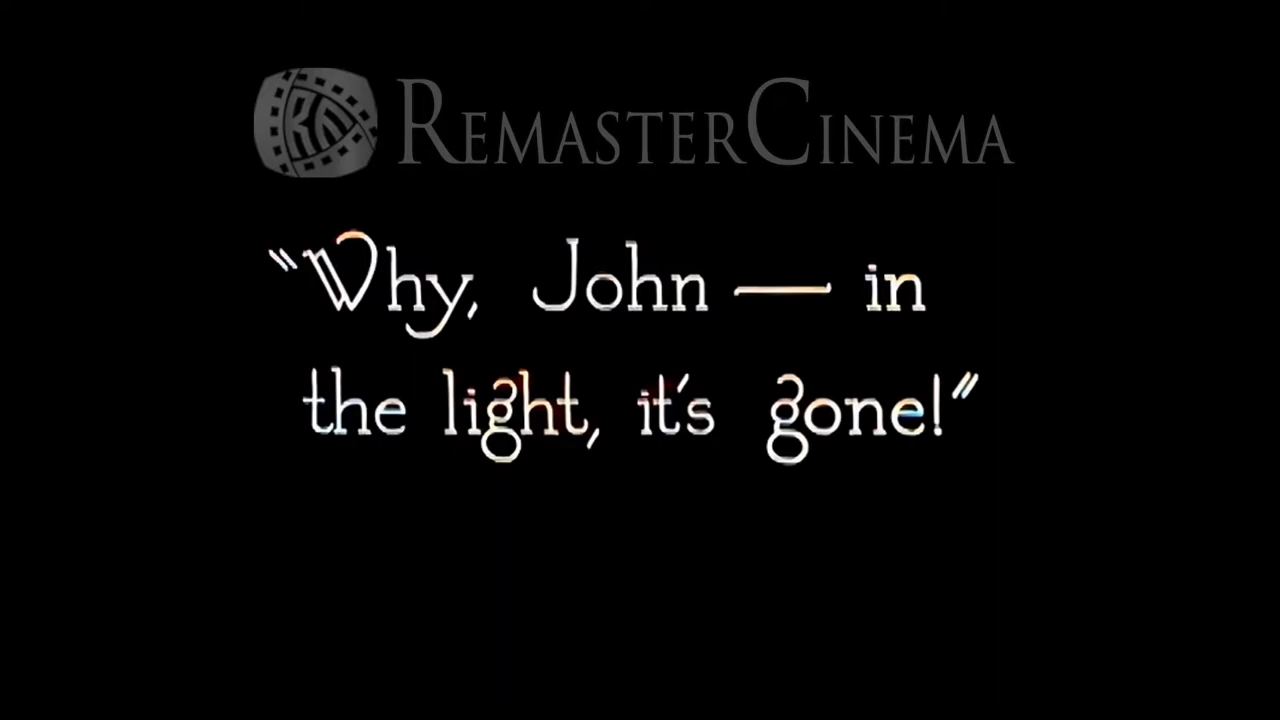 REMASTERCINEMA
"Why, John — in
the light, it's gone!"